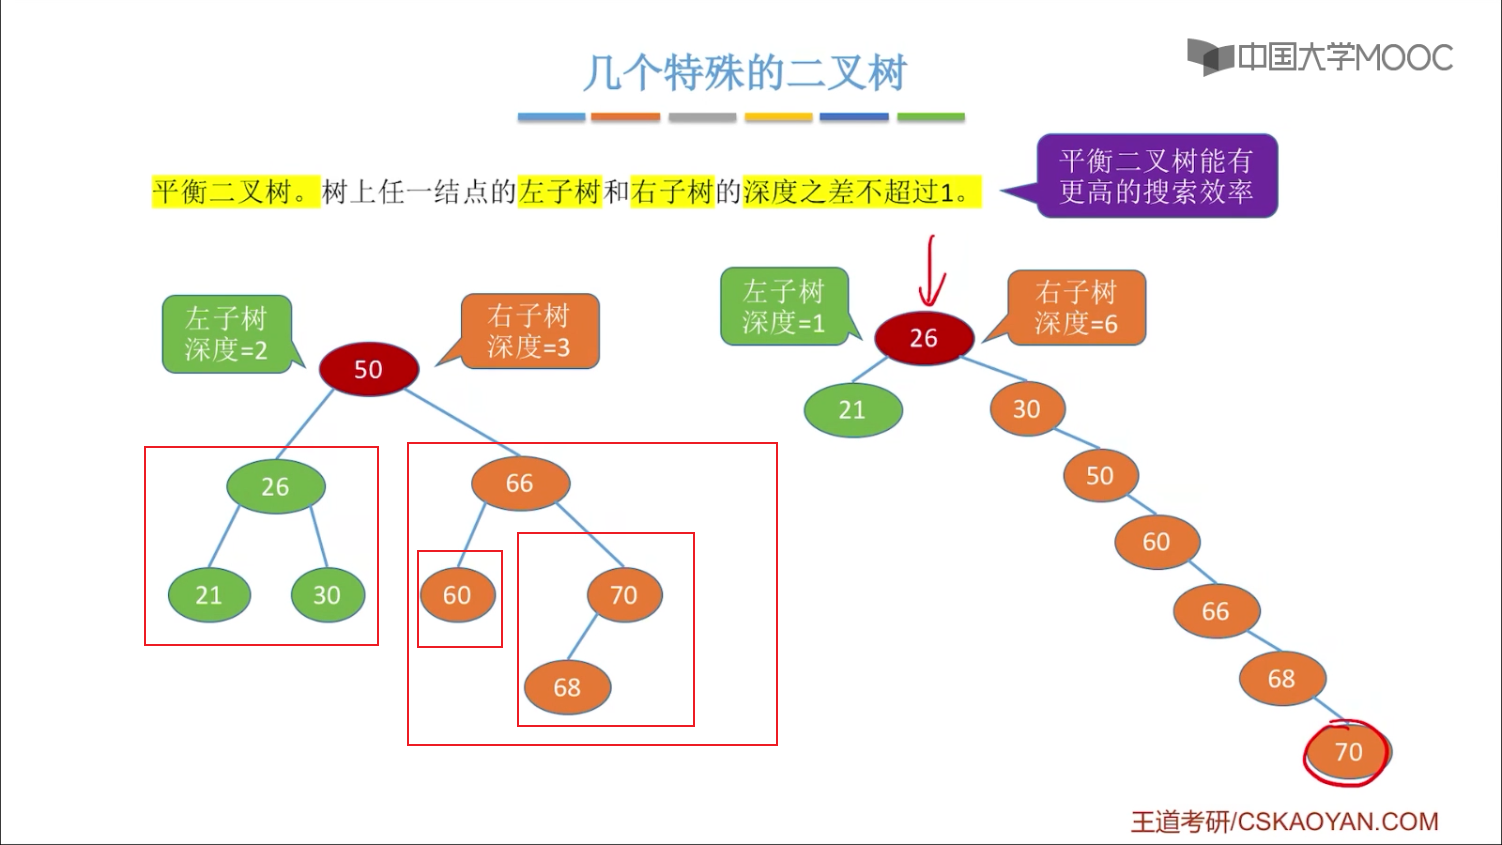 中国大学MOOC
几个特殊的二叉树
平衡二叉树。树上任一结点的左子树和右子树的深度之差不超过1。
平衡二叉树能有
更高的搜索效率
左子树
深度=2
右子树
深度=3
50
26
66
21
30
60
70
68
左子树
深度=1
右子树
深度=6
26
21
30
50
60
66
68
70
王道考研/CSKAOYAN.COM